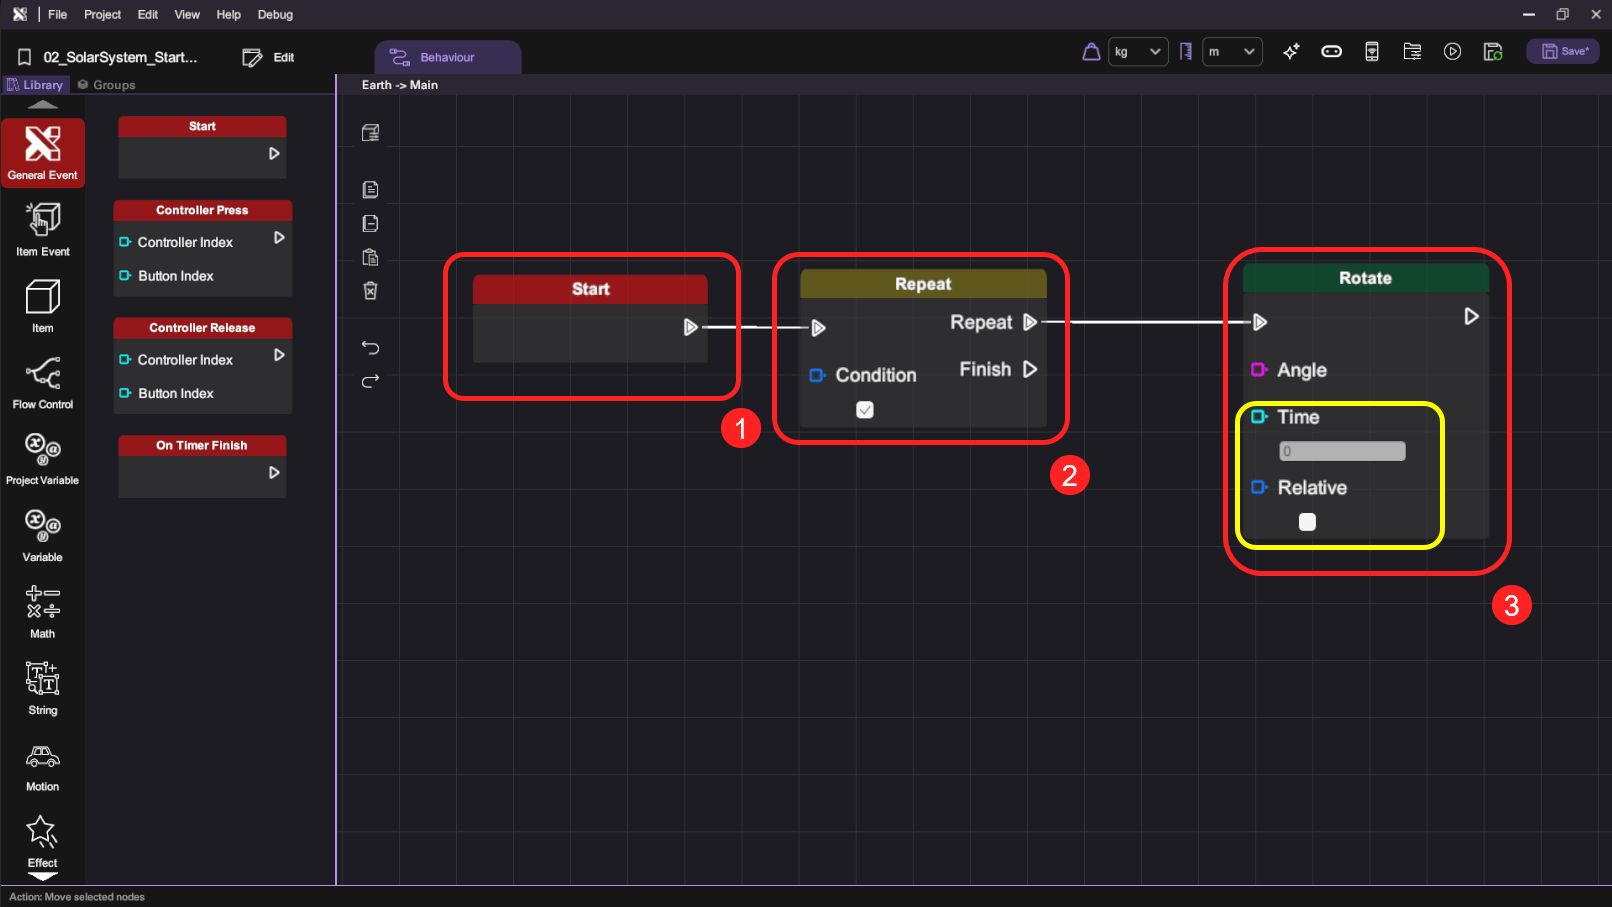 File Project Edit View Help Debug
02_SolarSystem_Start... Edit Behaviour kg m Save*
Library Groups
Earth -> Main
General Event
Item Event
Item
Flow Control
Project Variable
Variable
Math
String
Motion
Effect
Start
Controller Press
Controller Index
Button Index
Controller Release
Controller Index
Button Index
On Timer Finish
Start
1
Repeat
Repeat
Finish
Condition
2
Rotate
Angle
Time
0
Relative
3
Action: Move selected nodes